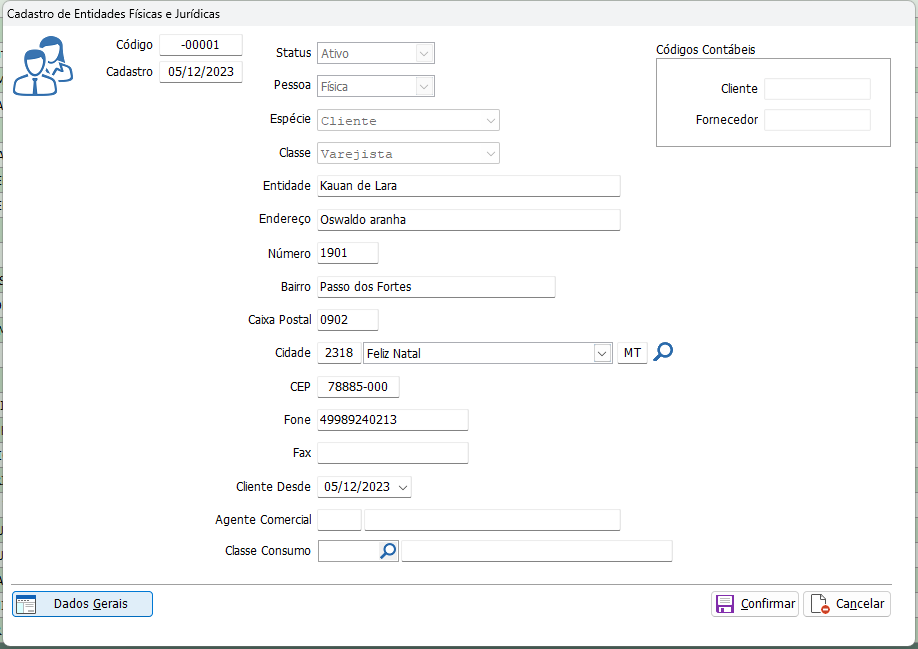 Cadastro de Entidades Físicas e Jurídicas
Código -00001
Cadastro 05/12/2023
Status Ativo
Pessoa Física
Espécie Cliente
Classe Varejista
Códigos Contábeis
Cliente
Fornecedor
Entidade Kauan de Lara
Endereço Oswaldo aranha
Número 1901
Bairro Passo dos Fortes
Caixa Postal 0902
Cidade 2318 Feliz Natal MT
CEP 78885-000
Fone 49989240213
Fax
Cliente Desde 05/12/2023
Agente Comercial
Classe Consumo
Dados Gerais Confirmar Cancelar